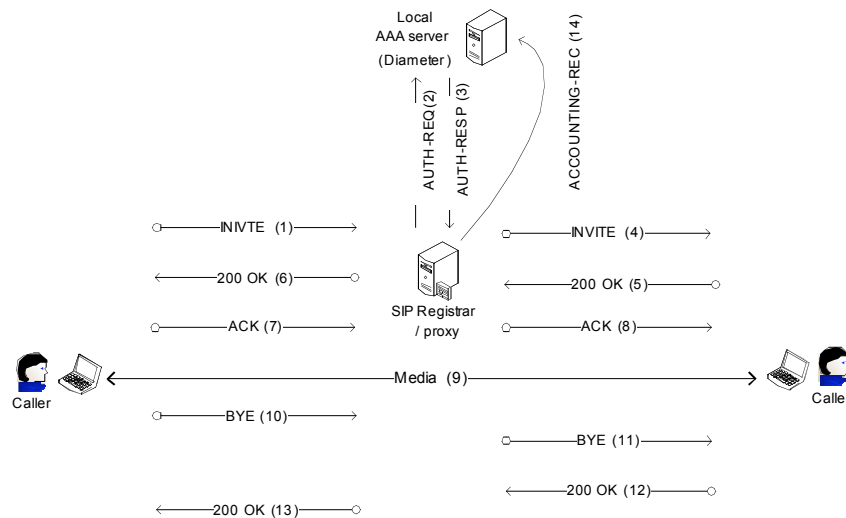 Local
AAA server
(Diameter)
AUTH-REQ(2)
AUTH-RESP (3)
ACCOUNTING-REC (14)
INIVTE (1)
INVITE (4)
200 OK (6)
200 OK (5)
SIP Registrar
/ proxy
ACK (7)
ACK (8)
Media (9)
Caller
Calle
BYE (10)
BYE (11)
200 OK (12)
200 OK (13)